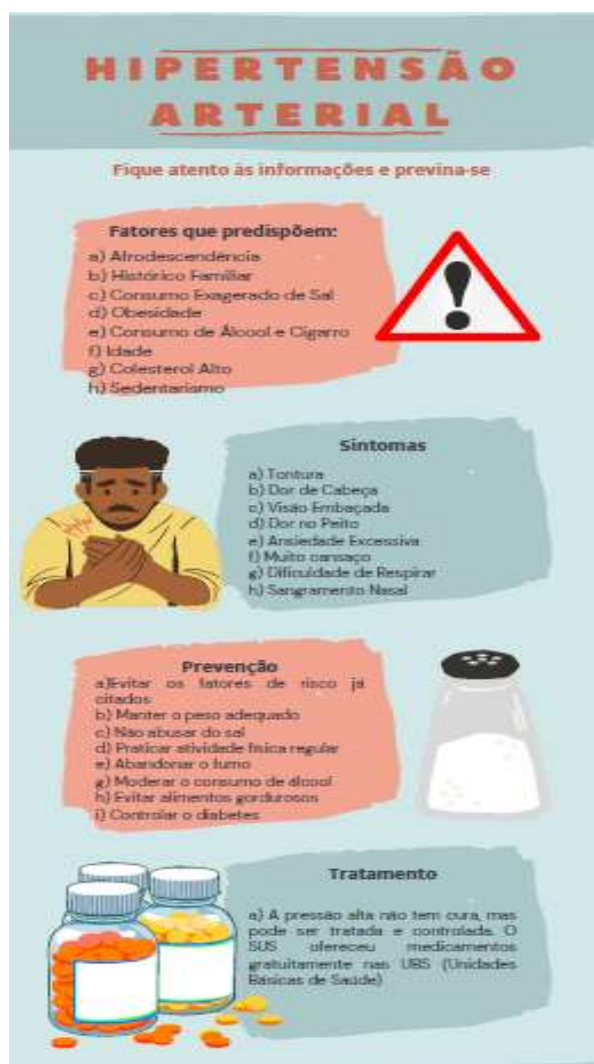 HIPERTENSÃO
ARTERIAL
Fique atento às informações e previna-se
Fatores que predispõem:
a) Afrodescendência
b) Histórico Familiar
c) Consumo Exagerado de Sal
d) Obesidade
e) Consumo de Álcool e Cigarro
f) Idade
g) Colesterol Alto
h) Sedentarismo
Sintomas
a) Tontura
b) Dor de Cabeça
c) Visão Embaçada
d) Dor no Peito
e) Ansiedade Excessiva
f) Muito cansaço
g) Dificuldade de Respirar
h) Sangramento Nasal
Prevenção
a)Evitar os fatores de risco já
citados
b) Manter o peso adequado
c) Não abusar do sal
d) Praticar atividade física regular
e) Abandonar o fumo
g) Moderar o consumo de álcool
h) Evitar alimentos gordurosos
i) Controlar o diabetes
Tratamento
a) A pressão alta não tem cura, mas
pode ser tratada e controlada. O
SUS ofereceu medicamentos
gratuitamente nas UBS (Unidades
Básicas de Saúde)